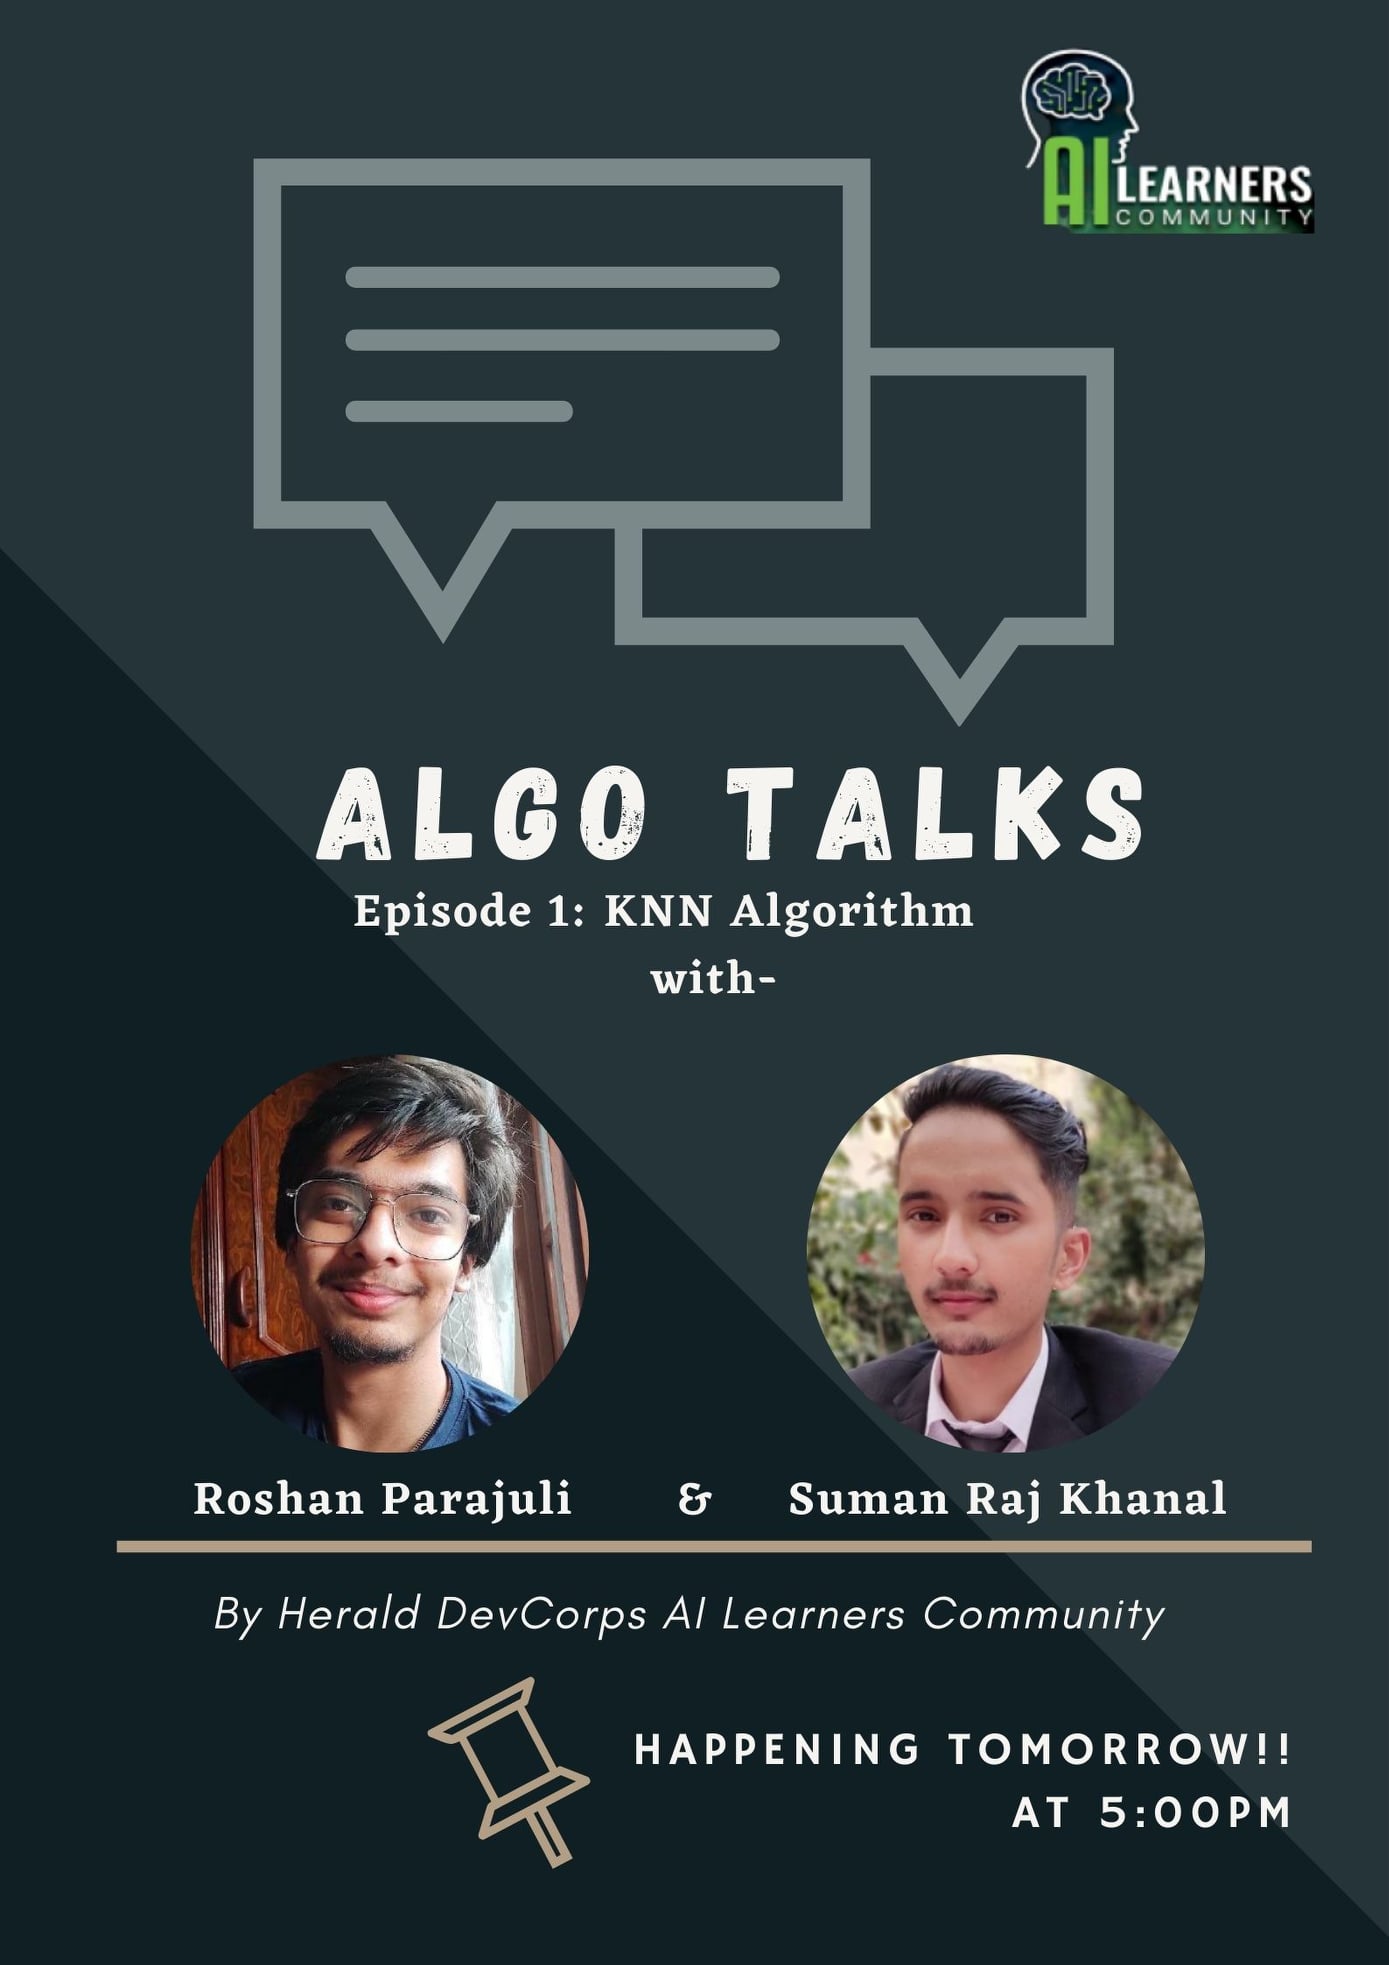 AI LEARNERS
COMMUNITY
ALGO TALKS
Episode 1: KNN Algorithm
with-
Roshan Parajuli & Suman Raj Khanal
By Herald DevCorps AI Learners Community
HAPPENING TOMORROW!!
AT 5:00PM